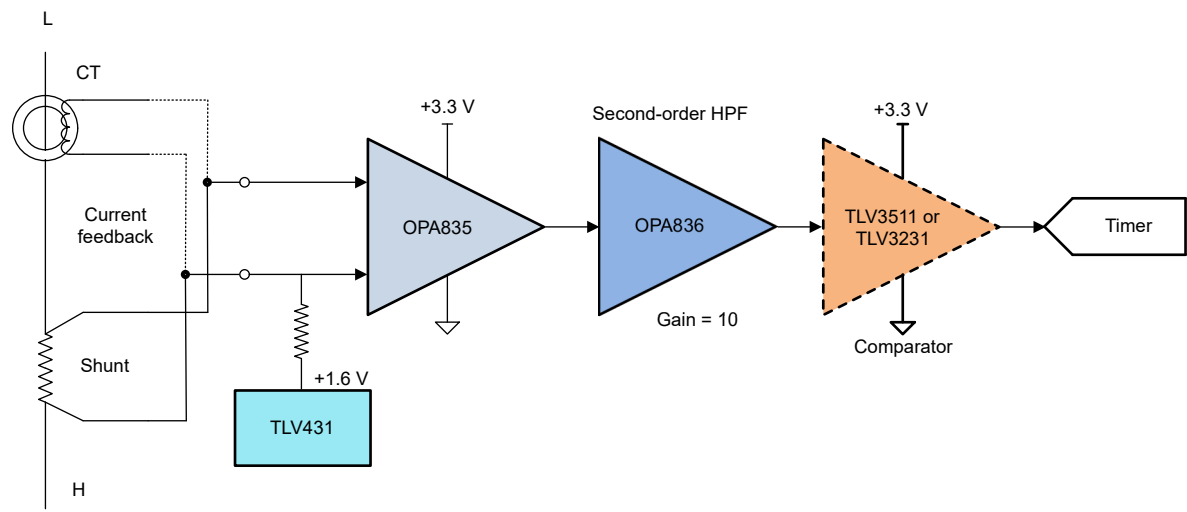 L
CT
+3.3 V
Second-order HPF
+3.3 V
Current
feedback
OPA835
OPA836
TLV3511 or
TLV3231
Timer
Gain = 10
Comparator
Shunt
+1.6 V
TLV431
H